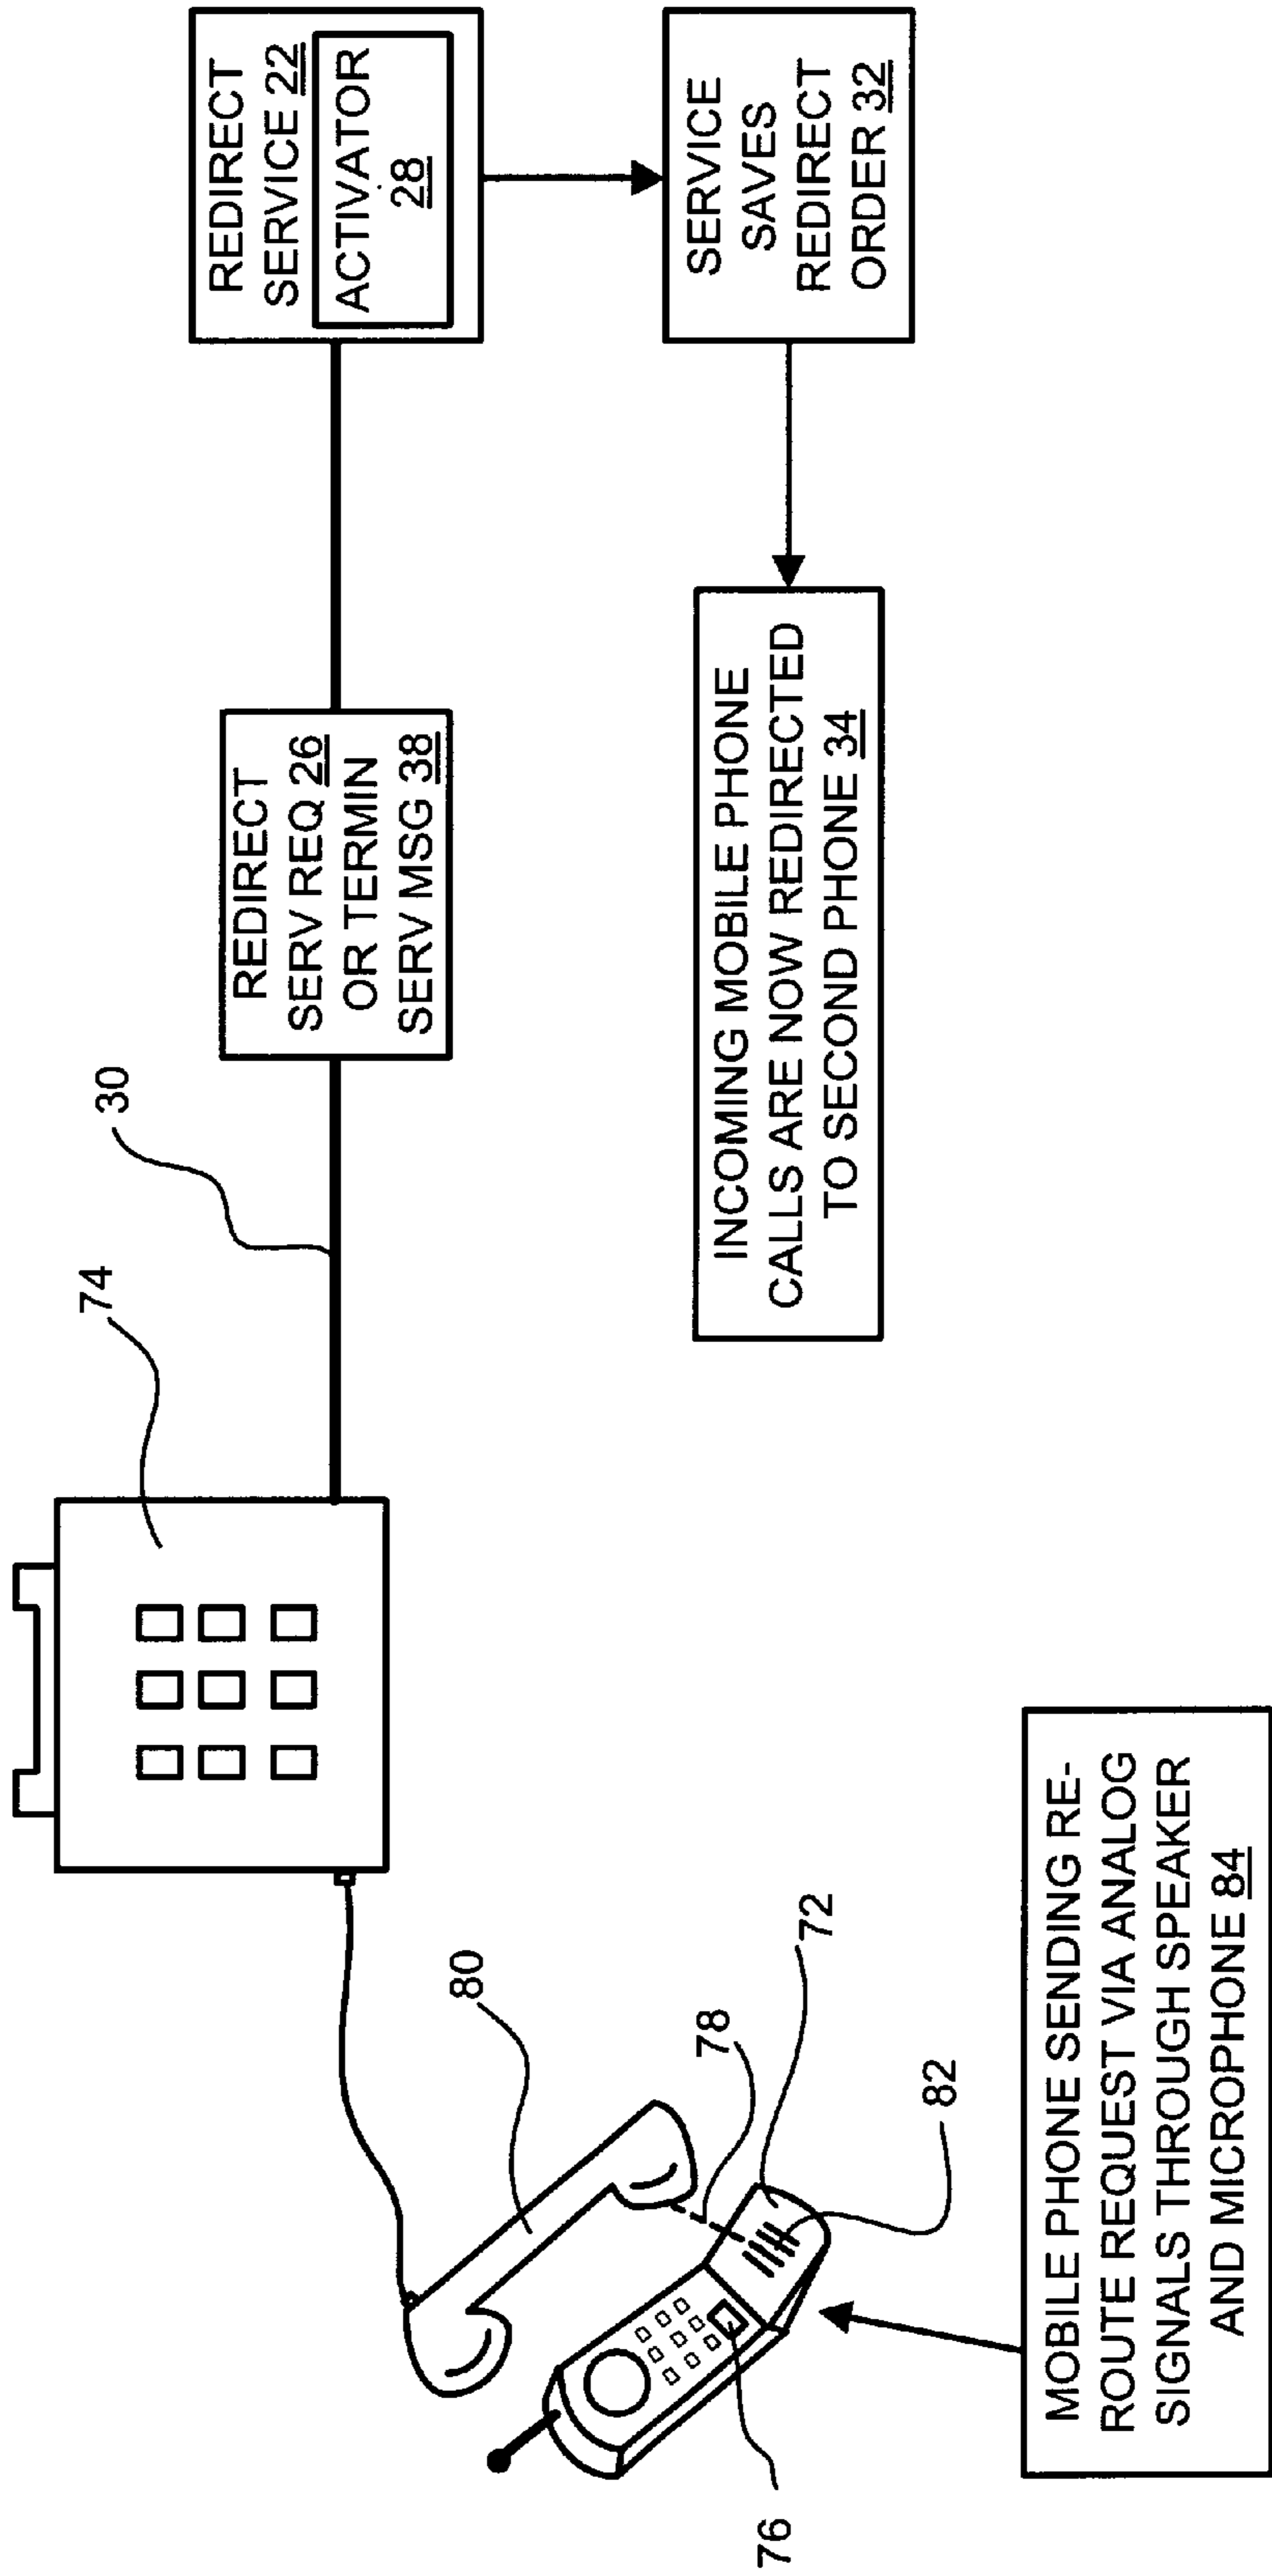 74
30
REDIRECT
SERV REQ 26
OR TERMIN
SERV MSG 38
REDIRECT
SERVICE 22
ACTIVATOR
28
80
78
72
82
76
INCOMING MOBILE PHONE
CALLS ARE NOW REDIRECTED
TO SECOND PHONE 34
SERVICE
SAVES
REDIRECT
ORDER 32
MOBILE PHONE SENDING RE-
ROUTE REQUEST VIA ANALOG
SIGNALS THROUGH SPEAKER
AND MICROPHONE 84